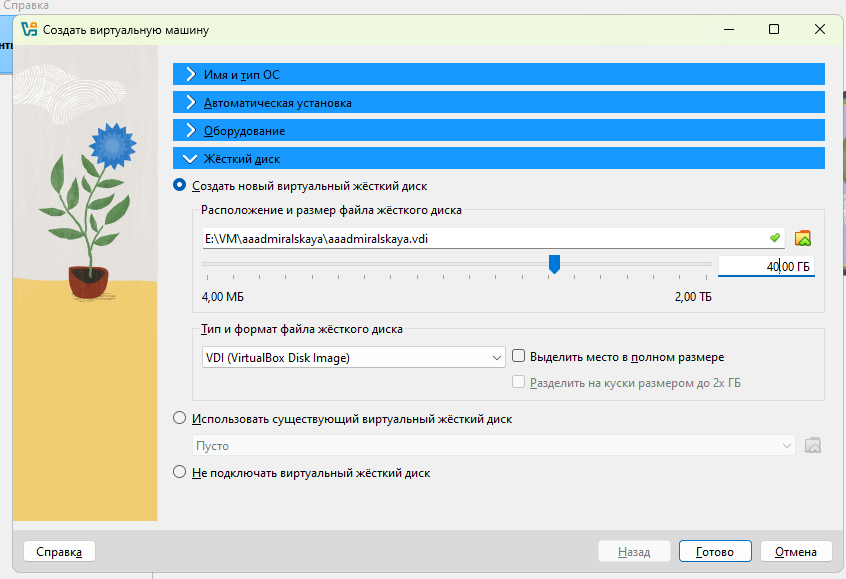 Справка
Создать виртуальную машину
Имя и тип ОС
Автоматическая установка
Оборудование
Жёсткий диск
Создать новый виртуальный жёсткий диск
Расположение и размер файла жёсткого диска
E:\VM\aaadmiralskaya\aaadmiralskaya.vdi
40,00 ГБ
4,00 МБ 2,00 ТБ
Тип и формат файла жёсткого диска
VDI (VirtualBox Disk Image) Выделить место в полном размере
Разделить на куски размером до 2х ГБ
Использовать существующий виртуальный жёсткий диск
Пусто
Не подключать виртуальный жёсткий диск
Справка Назад Готово Отмена